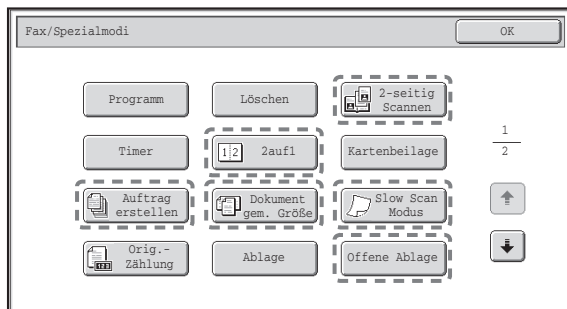 Fax/Spezialmodi
OK
Programm
Löschen
2-seitig
Scannen
Timer
1 2
2auf1
Kartenbeilage
1
2
Auftrag
erstellen
Dokument
gem. Größe
Slow Scan
Modus
Orig.-
Zählung
123
Ablage
Offene Ablage